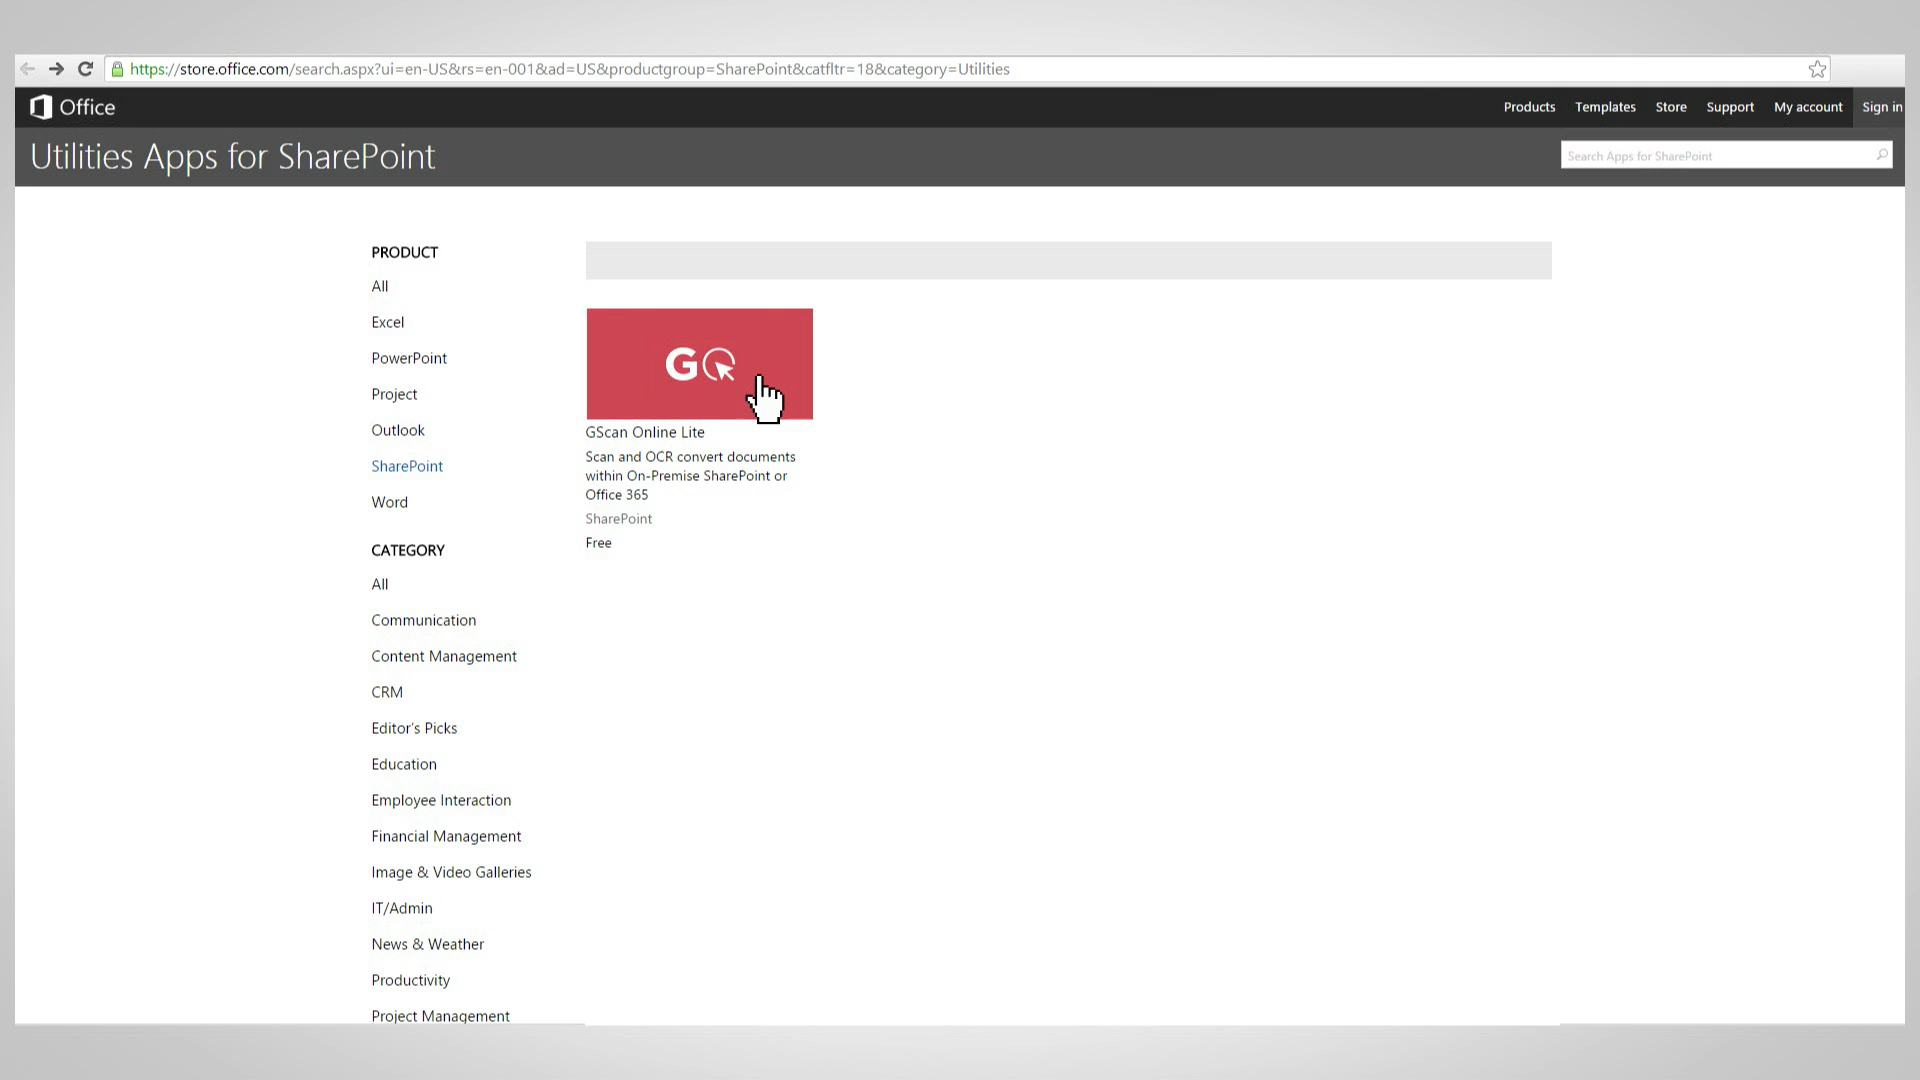 https://store.office.com/search.aspx?ui=en-US&rs=en-001&ad=US&productgroup=SharePoint&catfltr=18&category=Utilities
Office
Products Templates Store Support My account Sign in
Utilities Apps for SharePoint
Search Apps for SharePoint
PRODUCT
All
Excel
PowerPoint
Project
Outlook
SharePoint
Word
CATEGORY
All
Communication
Content Management
CRM
Editor's Picks
Education
Employee Interaction
Financial Management
Image & Video Galleries
IT/Admin
News & Weather
Productivity
Project Management
GO
GScan Online Lite
Scan and OCR convert documents
within On-Premise SharePoint or
Office 365
SharePoint
Free